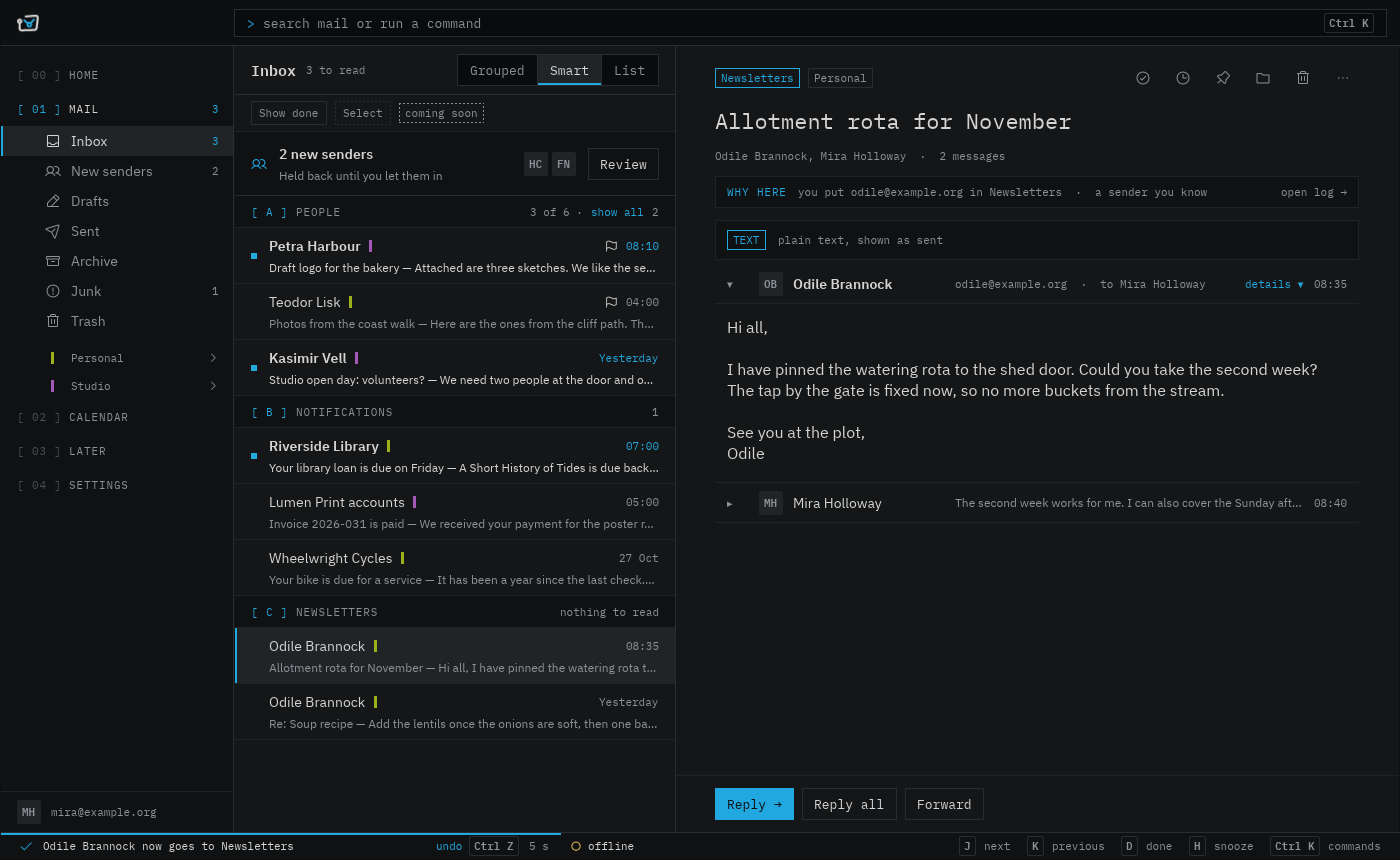 > search mail or run a command
Ctrl K
[ 00 ] HOME
[ 01 ] MAIL 3
Inbox 3
New senders 2
Drafts
Sent
Archive
Junk 1
Trash
Personal
Studio
[ 02 ] CALENDAR
[ 03 ] LATER
[ 04 ] SETTINGS
MH mira@example.org
Inbox 3 to read
Grouped Smart List
Show done Select coming soon
2 new senders
Held back until you let them in
HC FN Review
[ A ] PEOPLE 3 of 6 · show all 2
Petra Harbour 08:10
Draft logo for the bakery — Attached are three sketches. We like the se…
Teodor Lisk 04:00
Photos from the coast walk — Here are the ones from the cliff path. Th…
Kasimir Vell Yesterday
Studio open day: volunteers? — We need two people at the door and o…
[ B ] NOTIFICATIONS 1
Riverside Library 07:00
Your library loan is due on Friday — A Short History of Tides is due back…
Lumen Print accounts 05:00
Invoice 2026-031 is paid — We received your payment for the poster r…
Wheelwright Cycles 27 Oct
Your bike is due for a service — It has been a year since the last check.…
[ C ] NEWSLETTERS nothing to read
Odile Brannock 08:35
Allotment rota for November — Hi all, I have pinned the watering rota t…
Odile Brannock Yesterday
Re: Soup recipe — Add the lentils once the onions are soft, then one ba…
Newsletters Personal
Allotment rota for November
Odile Brannock, Mira Holloway · 2 messages
WHY HERE you put odile@example.org in Newsletters · a sender you know open log →
TEXT plain text, shown as sent
▾ OB Odile Brannock odile@example.org · to Mira Holloway details ▾ 08:35
Hi all,
I have pinned the watering rota to the shed door. Could you take the second week?
The tap by the gate is fixed now, so no more buckets from the stream.
See you at the plot,
Odile
▸ MH Mira Holloway The second week works for me. I can also cover the Sunday aft… 08:40
Reply → Reply all Forward
Odile Brannock now goes to Newsletters undo Ctrl Z 5 s offline
J next K previous D done H snooze Ctrl K commands